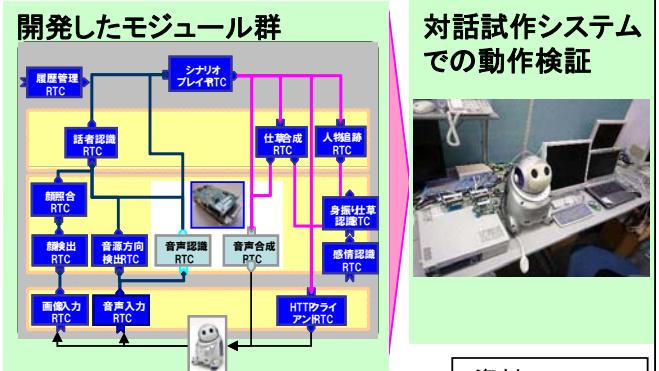 開発したモジュール群
対話試作システム
での動作検証
履歴管理
RTC
シナリオ
プレイヤRTC
話者認識
RTC
仕草合成
RTC
人物追跡
RTC
顔照合
RTC
身振り仕草
認識RTC
顔検出
RTC
音源方向
検出RTC
音声認識
RTC
音声合成
RTC
感情認識
RTC
画像入力
RTC
音声入力
RTC
HTTPクライ
アントRTC